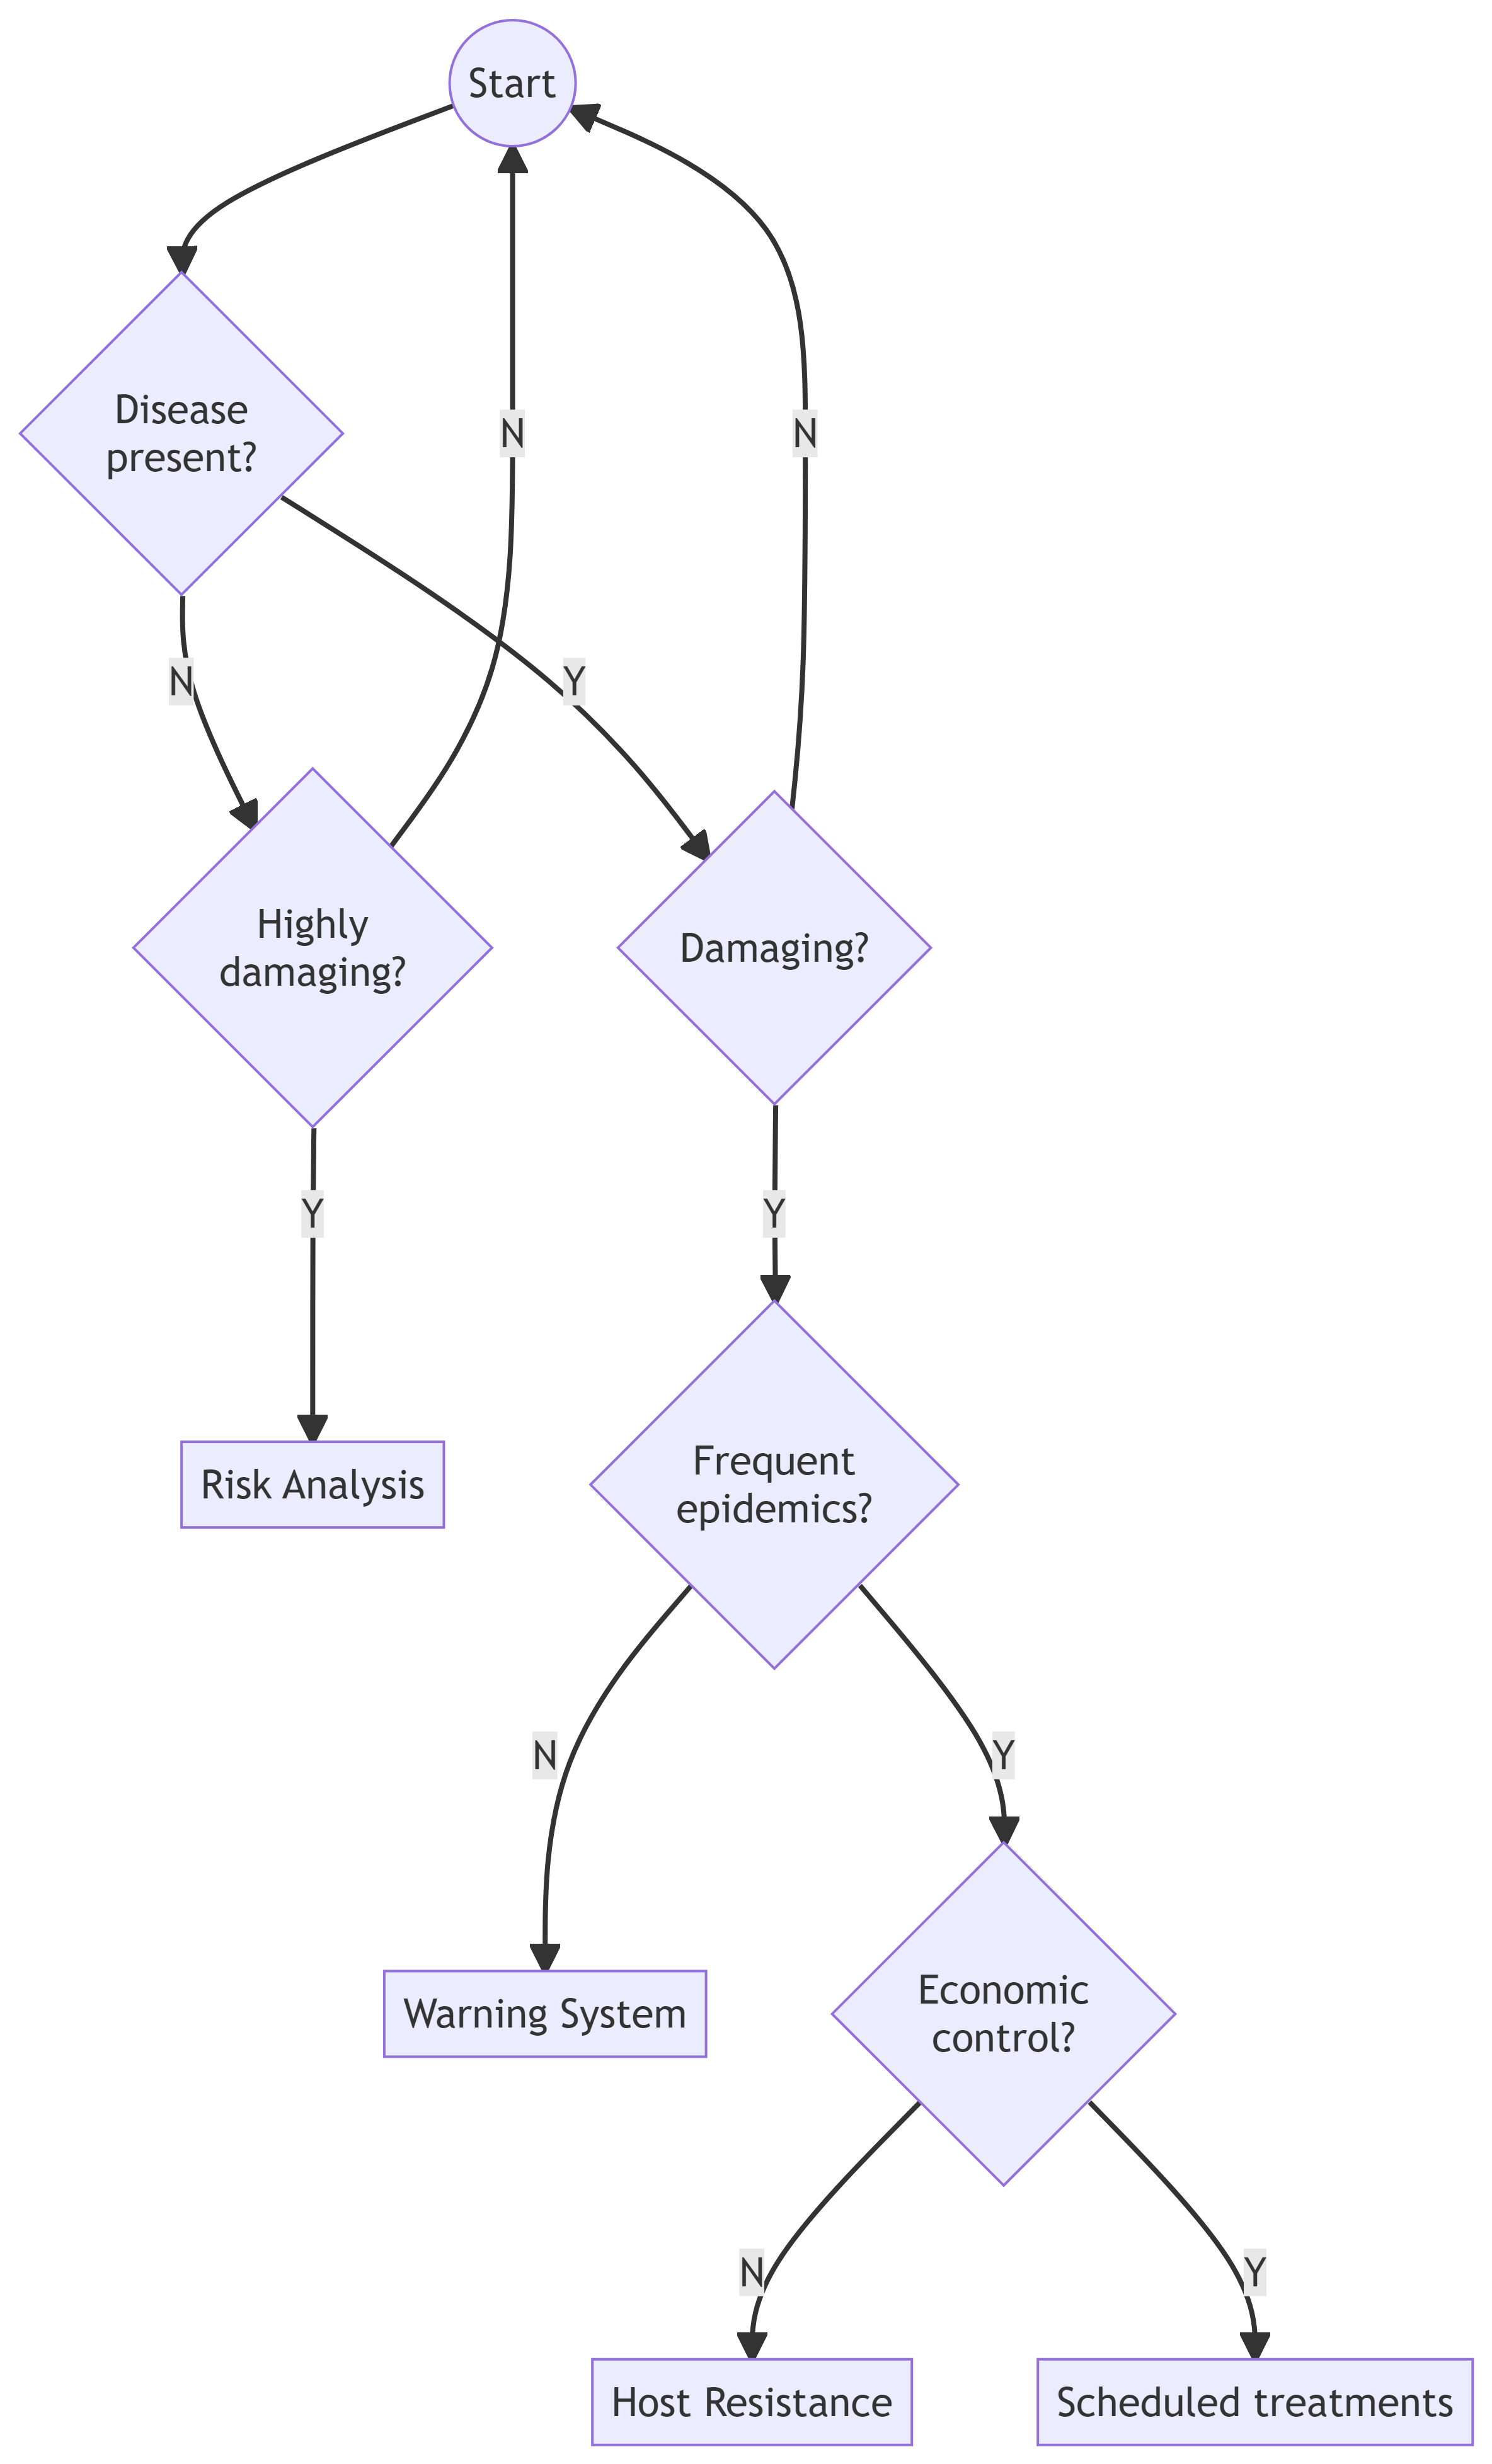 Start
Disease
present?
N
N
N
Y
Highly
damaging?
Damaging?
Y
Y
Frequent
epidemics?
Risk Analysis
N
Y
Economic
control?
Warning System
N
Y
Host Resistance
Scheduled treatments